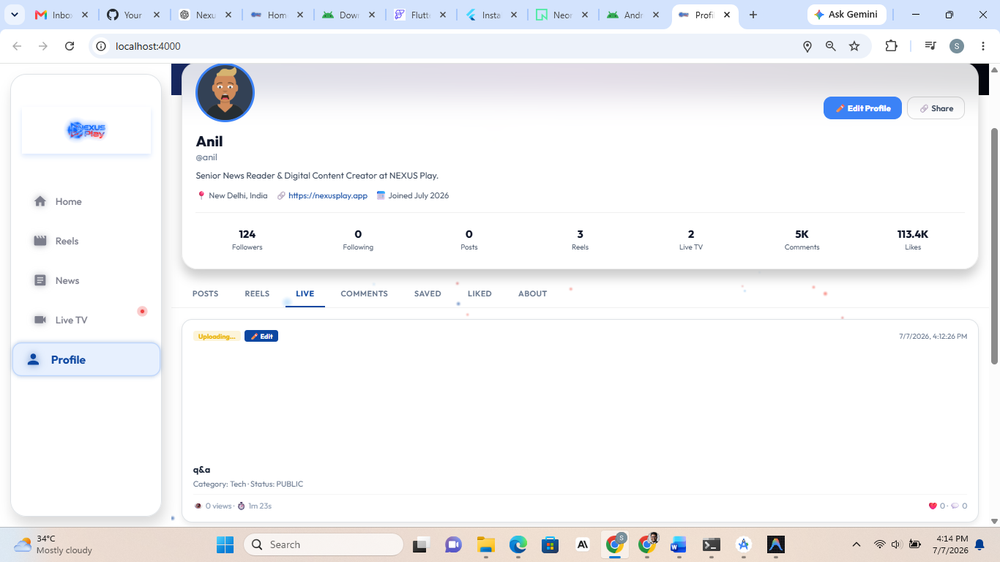 Inbo
Your
Nexu
Hom
Dow
Flutt
Insta
Neor
Andr
Profi
Ask Gemini
localhost:4000
S
NEXUS
Play
Home
Reels
News
Live TV
Profile
Edit Profile
Share
Anil
@anil
Senior News Reader & Digital Content Creator at NEXUS Play.
New Delhi, India https://nexusplay.app Joined July 2026
124 0 0 3 2 5K 113.4K
Followers Following Posts Reels Live TV Comments Likes
POSTS REELS LIVE COMMENTS SAVED LIKED ABOUT
Uploading... Edit 7/7/2026, 4:12:26 PM
q&a
Category: Tech · Status: PUBLIC
0 views · 1m 23s 0 · 0
34°C
Mostly cloudy
Search
4:14 PM
7/7/2026